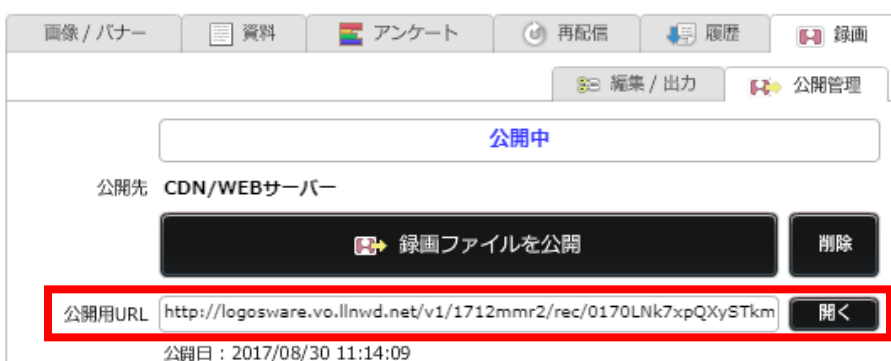 画像 / バナー 資料 アンケート 再配信 履歴 録画
編集 / 出力 公開管理
公開中
公開先 CDN/WEBサーバー
録画ファイルを公開 削除
公開用URL http://logosware.vo.llnwd.net/v1/1712mmr2/rec/0170LNk7xpQXySTkm 開く
公開日：2017/08/30 11:14:09